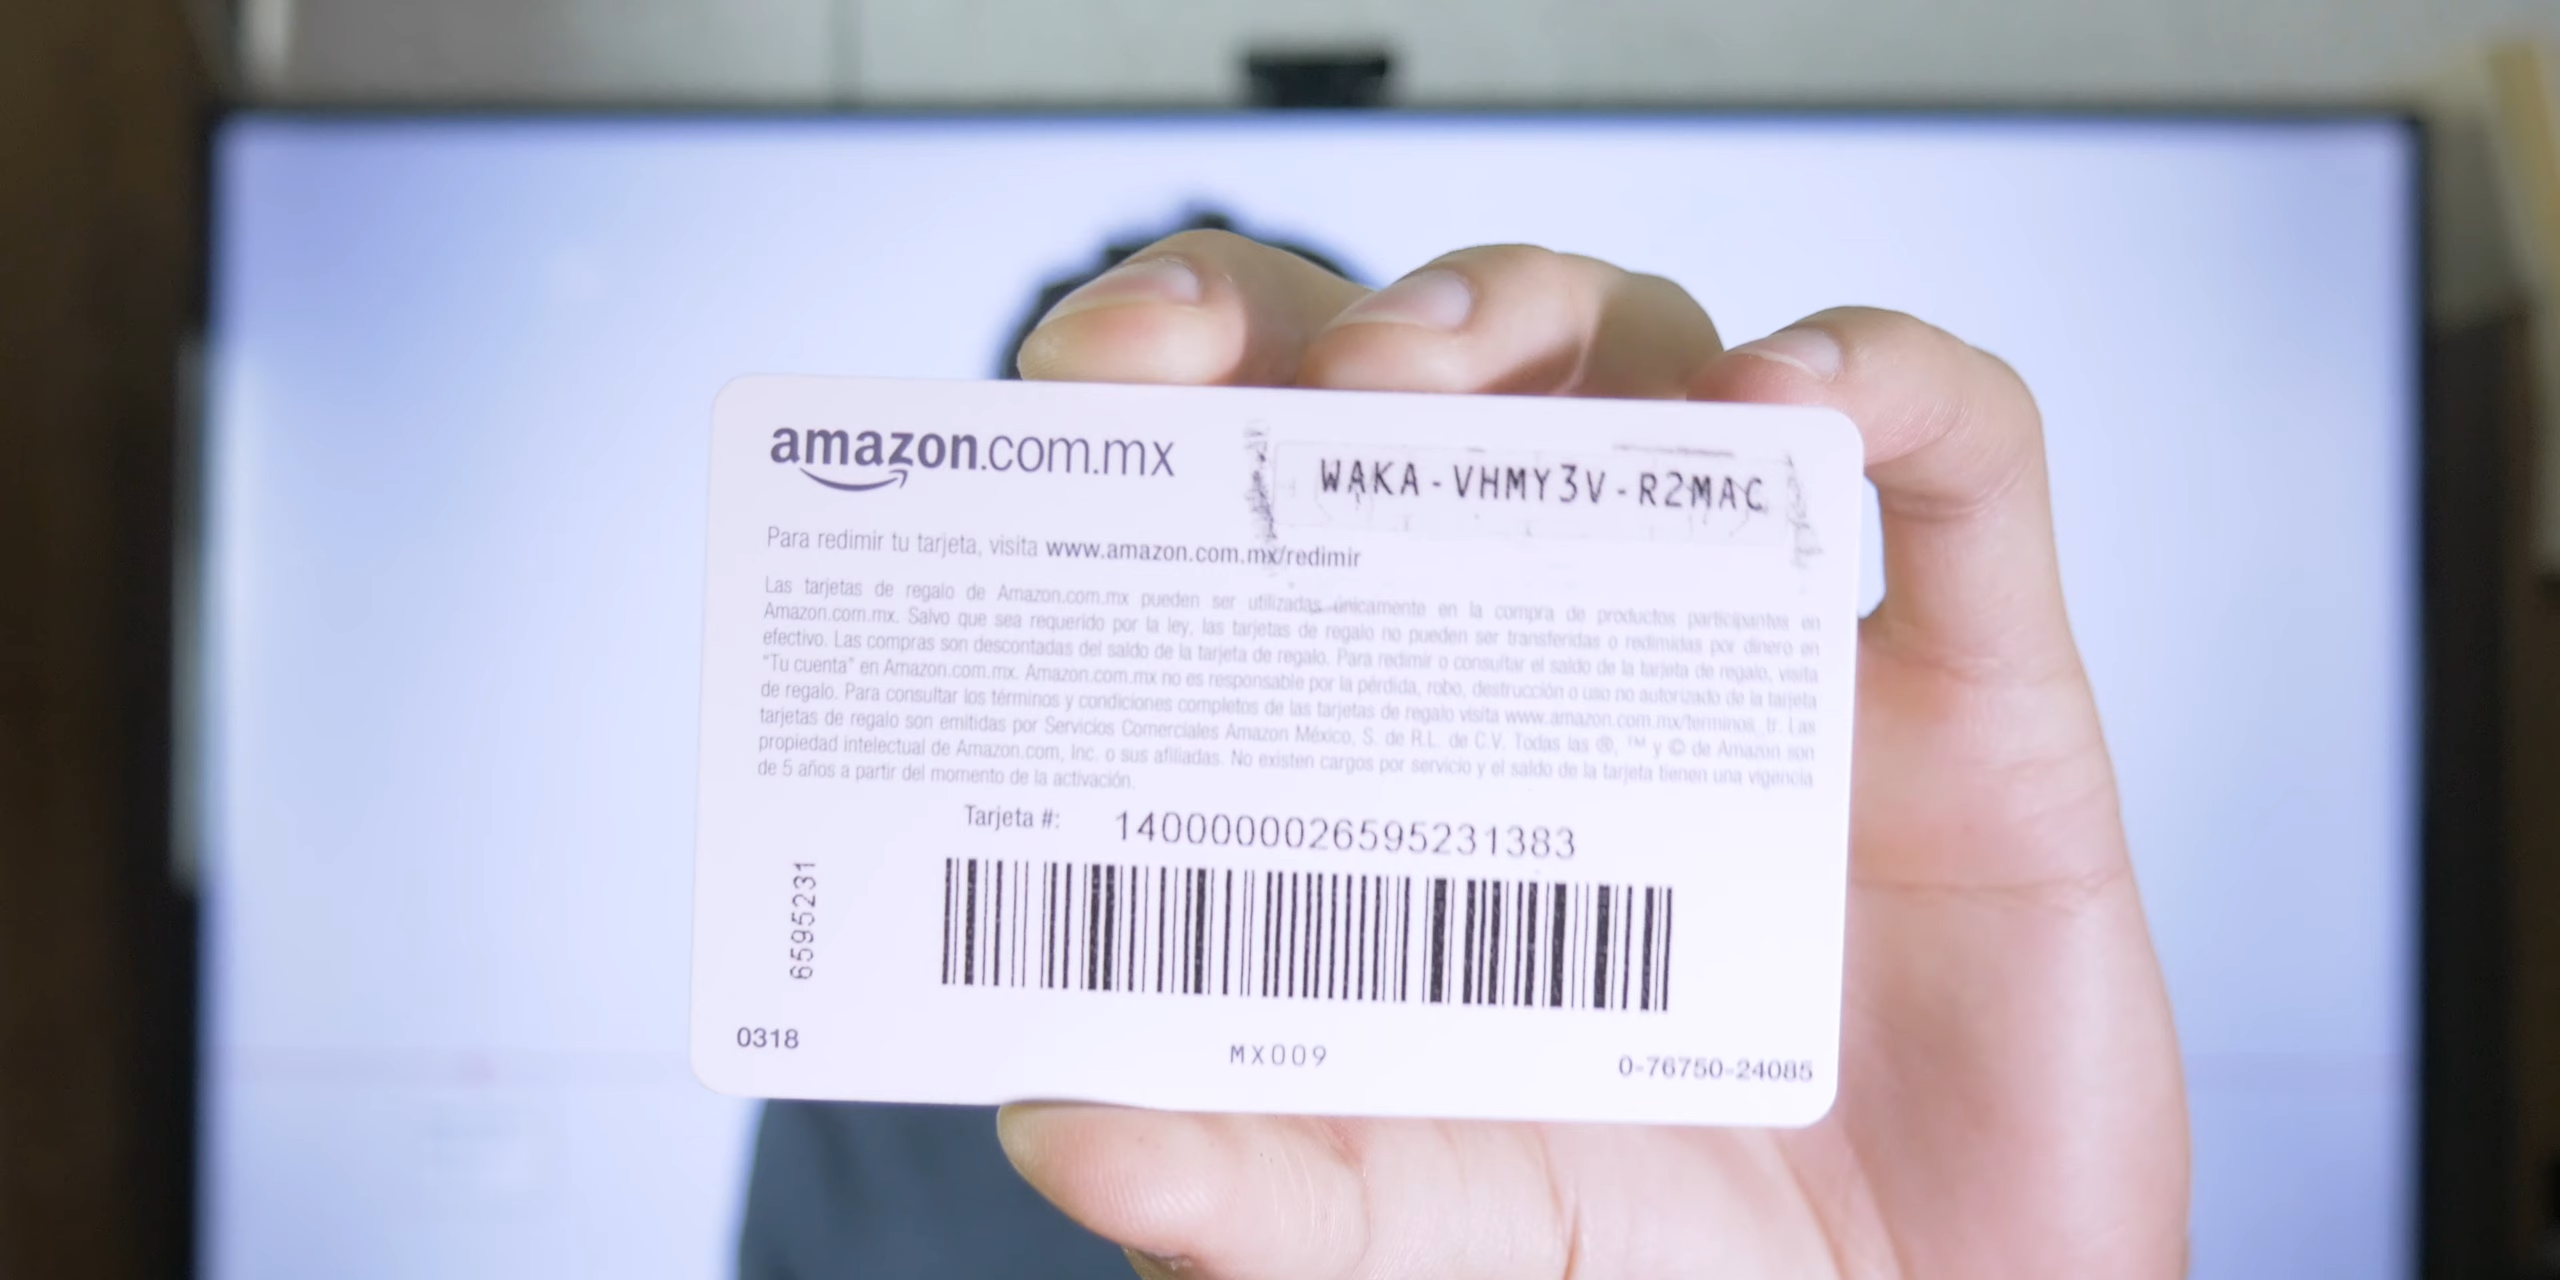 amazon.com.mx
WAKA-VHMY3V-R2MAC
Para redimir tu tarjeta, visita www.amazon.com.mx/redimir
Las tarjetas de regalo de Amazon.com.mx pueden ser utilizadas únicamente en la compra de productos participantes en
Amazon.com.mx. Salvo que sea requerido por la ley, las tarjetas de regalo no pueden ser transferidas o redimidas por dinero en
efectivo. Las compras son descontadas del saldo de la tarjeta de regalo. Para redimir o consultar el saldo de la tarjeta de regalo, visita
"Tu cuenta" en Amazon.com.mx. Amazon.com.mx no es responsable por la pérdida, robo, destrucción o uso no autorizado de la tarjeta
de regalo. Para consultar los términos y condiciones completos de las tarjetas de regalo visita www.amazon.com.mx/terminos_tr. Las
tarjetas de regalo son emitidas por Servicios Comerciales Amazon México, S. de R.L. de C.V. Todas las ®, ™ y © de Amazon son
propiedad intelectual de Amazon.com, Inc. o sus afiliadas. No existen cargos por servicio y el saldo de la tarjeta tienen una vigencia
de 5 años a partir del momento de la activación.
Tarjeta #: 1400000026595231383
6595231
0318
MX009
0-76750-24085